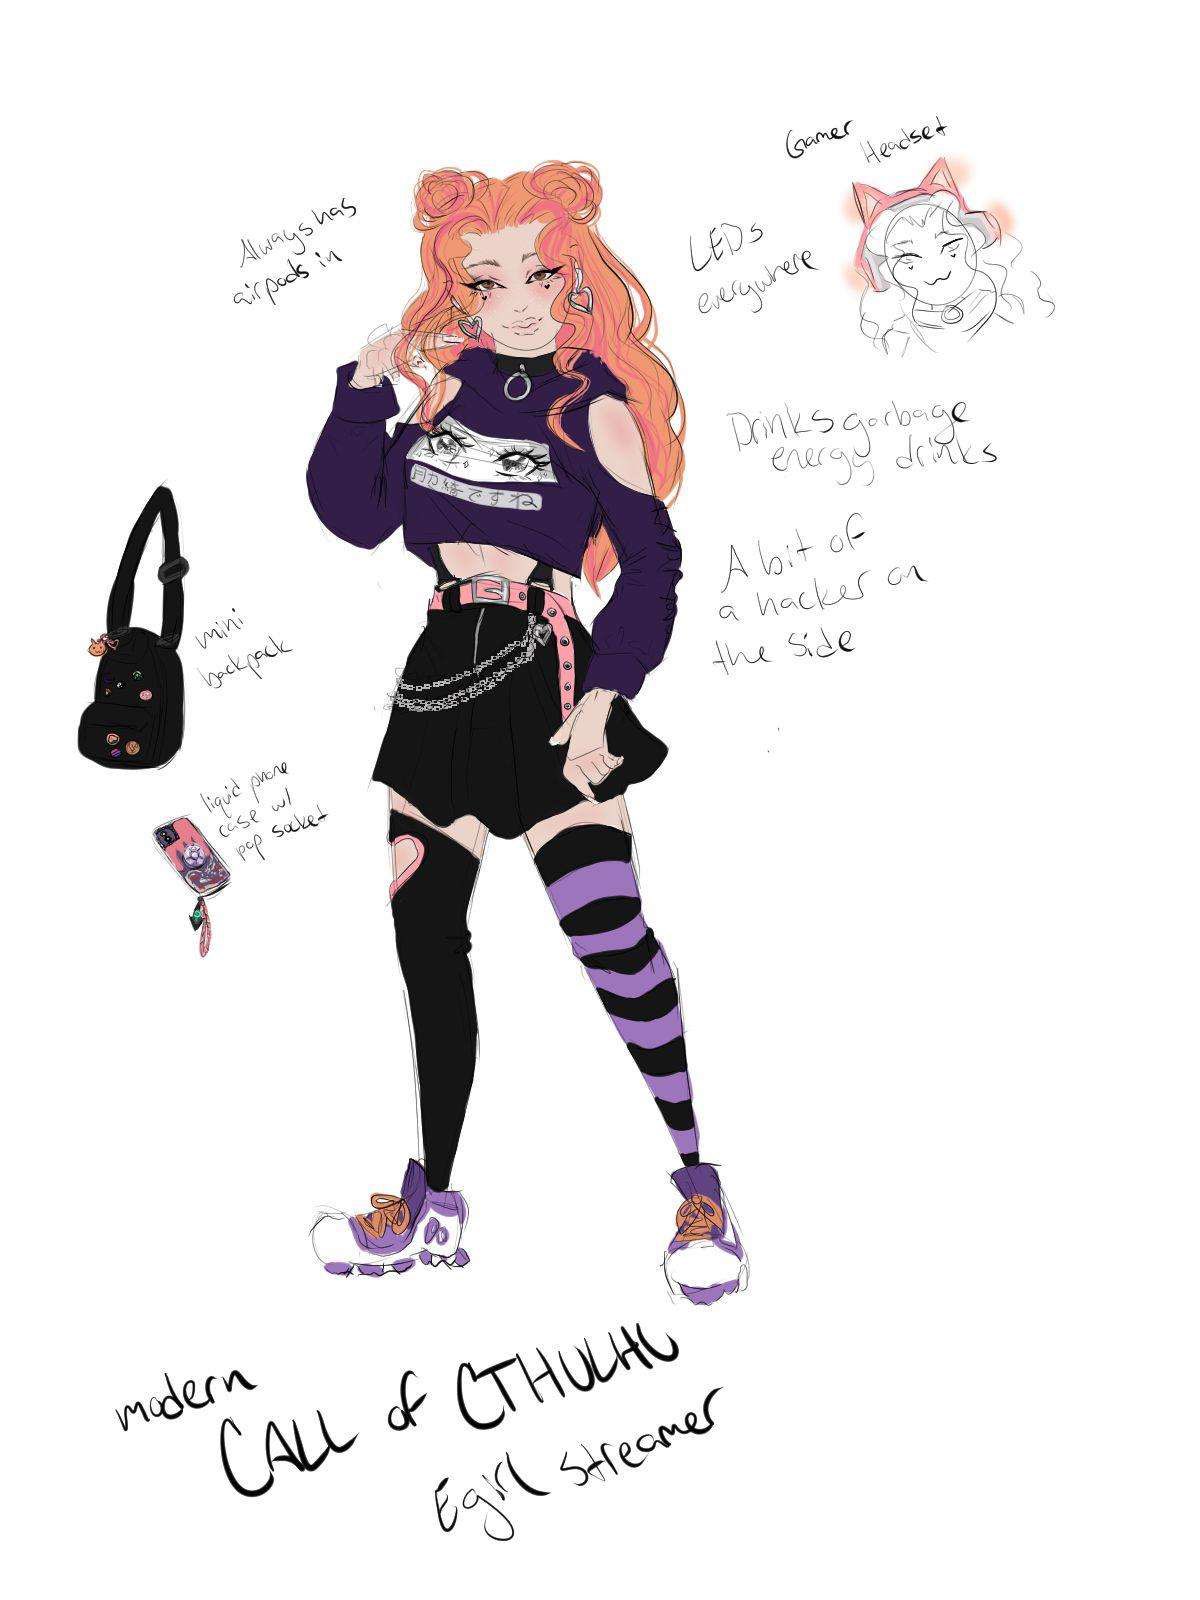 Gamer Headset
Always has
airpods in
LEDs
everywhere
Drinks garbage
energy drinks
A bit of
a hacker on
the side
mini
backpack
liquid phone
case w/
pop socket
modern
CALL of CTHULHU
Egirl streamer